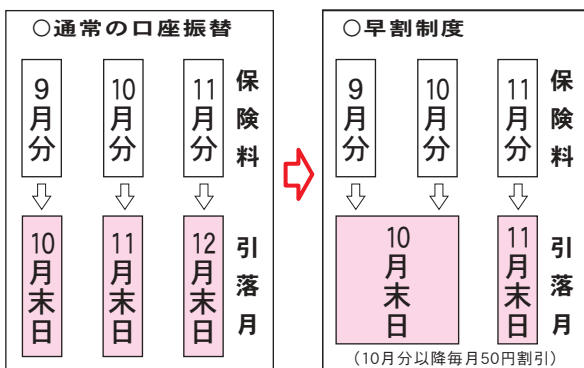 ○通常の口座振替
9月分
10月分
11月分
保険料
10月末日
11月末日
12月末日
引落月
○早割制度
9月分
10月分
11月分
保険料
10月末日
11月末日
引落月
(10月分以降毎月50円割引)